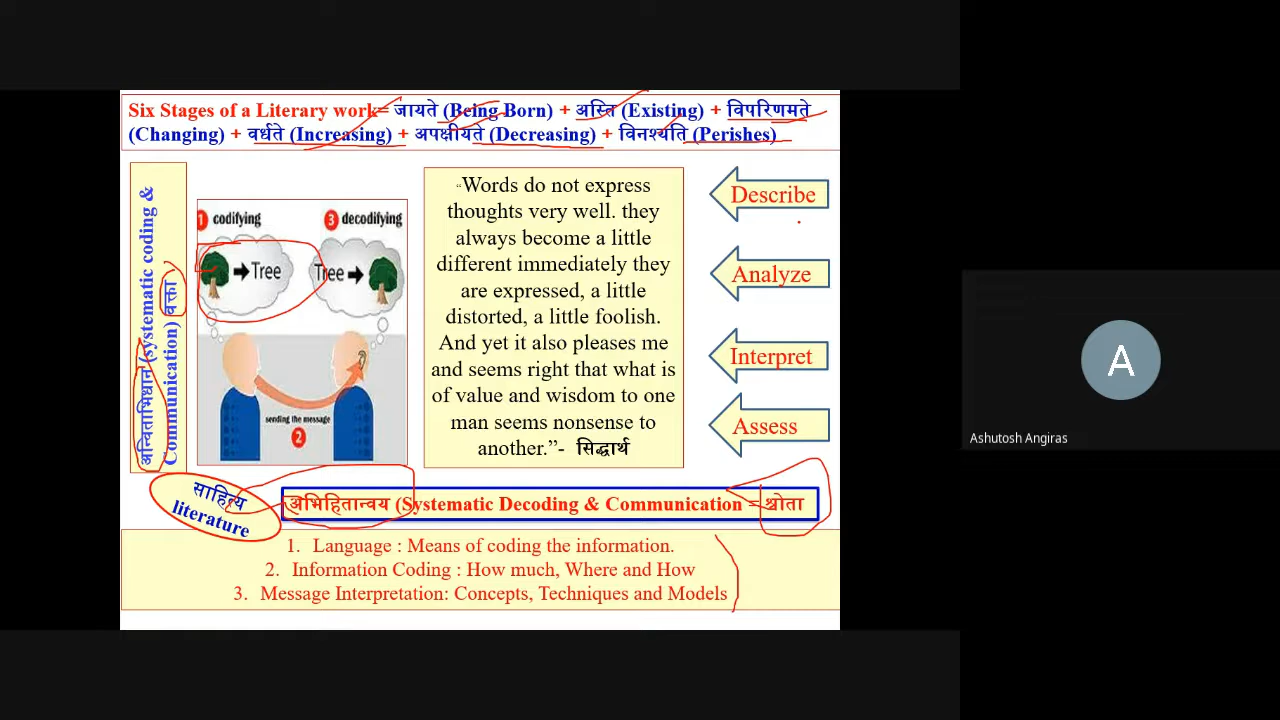 Six Stages of a Literary work= जायते (Being Born) + अस्ति (Existing) + विपरिणमते
(Changing) + वर्धते (Increasing) + अपक्षीयते (Decreasing) + विनश्यति (Perishes)
अन्विताभिधान (systematic coding &
Communication) वक्ता
1 codifying
3 decodifying
Tree
Tree
sending the message
2
“Words do not express
thoughts very well. they
always become a little
different immediately they
are expressed, a little
distorted, a little foolish.
And yet it also pleases me
and seems right that what is
of value and wisdom to one
man seems nonsense to
another.”- सिद्धार्थ
Describe
Analyze
Interpret
Assess
साहित्य
literature
अभिहितान्वय (Systematic Decoding & Communication = श्रोता
1. Language : Means of coding the information.
2. Information Coding : How much, Where and How
3. Message Interpretation: Concepts, Techniques and Models
A
Ashutosh Angiras